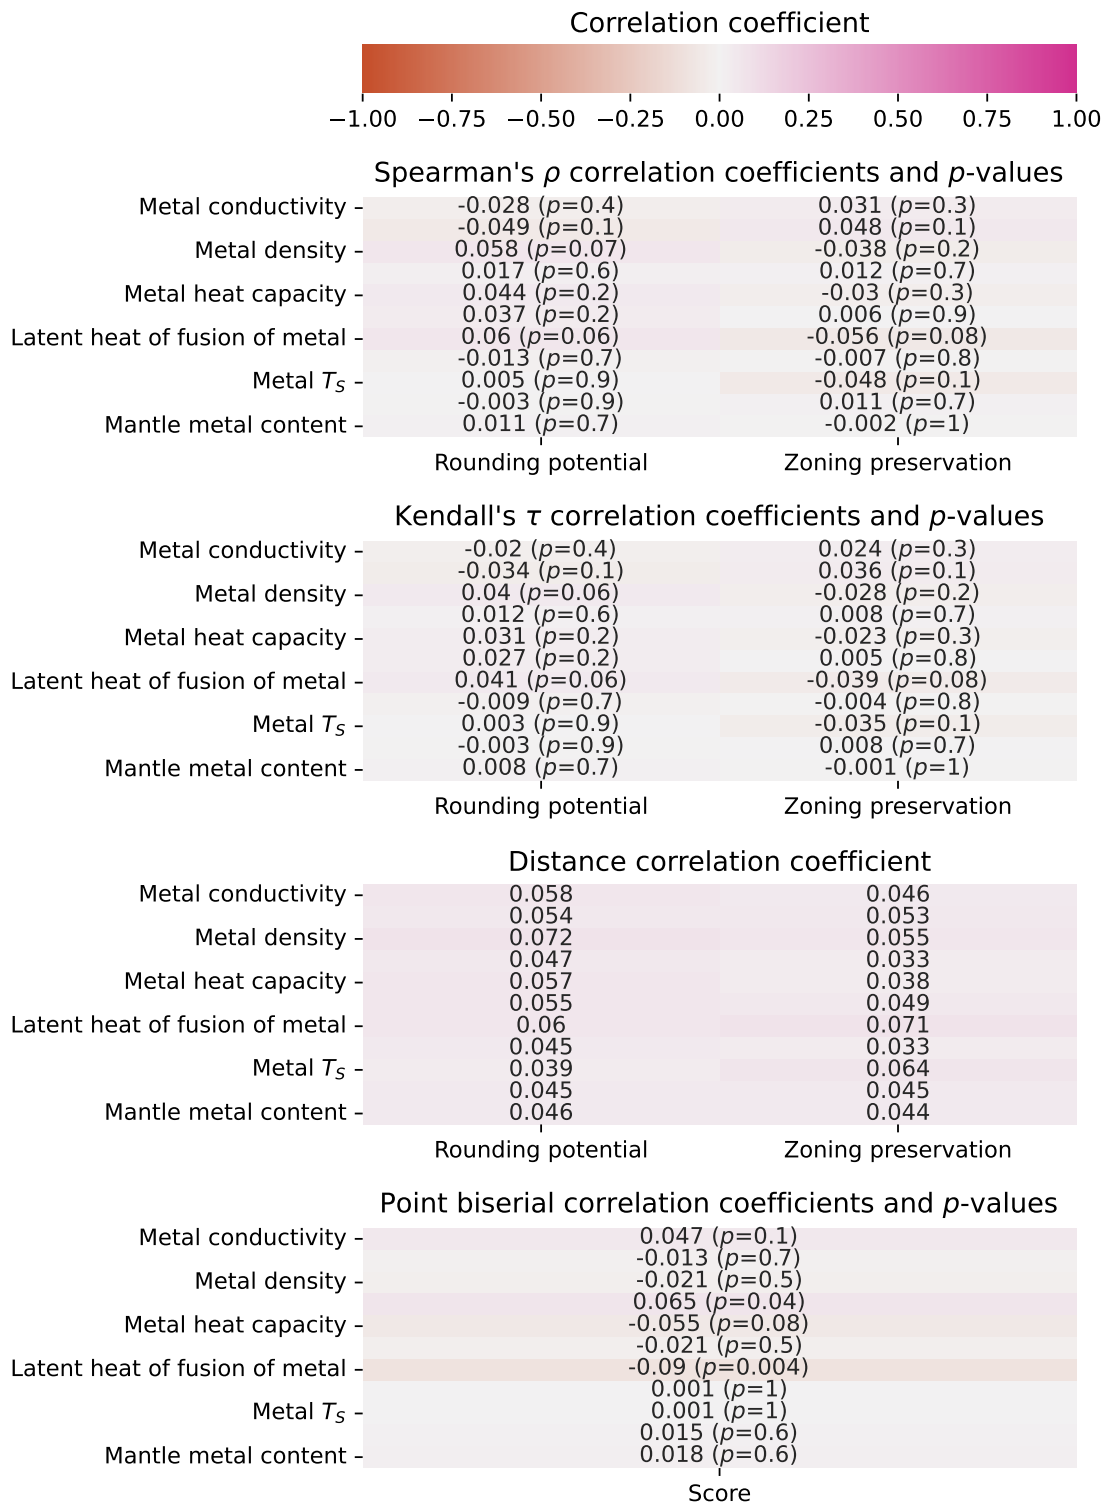 Correlation coefficient
−1.00 −0.75 −0.50 −0.25 0.00 0.25 0.50 0.75 1.00
Spearman's ρ correlation coefficients and p-values
Metal conductivity -0.028 (p=0.4) 0.031 (p=0.3)
-0.049 (p=0.1) 0.048 (p=0.1)
Metal density 0.058 (p=0.07) -0.038 (p=0.2)
0.017 (p=0.6) 0.012 (p=0.7)
Metal heat capacity 0.044 (p=0.2) -0.03 (p=0.3)
0.037 (p=0.2) 0.006 (p=0.9)
Latent heat of fusion of metal 0.06 (p=0.06) -0.056 (p=0.08)
-0.013 (p=0.7) -0.007 (p=0.8)
Metal T_S 0.005 (p=0.9) -0.048 (p=0.1)
-0.003 (p=0.9) 0.011 (p=0.7)
Mantle metal content 0.011 (p=0.7) -0.002 (p=1)
Rounding potential Zoning preservation
Kendall's τ correlation coefficients and p-values
Metal conductivity -0.02 (p=0.4) 0.024 (p=0.3)
-0.034 (p=0.1) 0.036 (p=0.1)
Metal density 0.04 (p=0.06) -0.028 (p=0.2)
0.012 (p=0.6) 0.008 (p=0.7)
Metal heat capacity 0.031 (p=0.2) -0.023 (p=0.3)
0.027 (p=0.2) 0.005 (p=0.8)
Latent heat of fusion of metal 0.041 (p=0.06) -0.039 (p=0.08)
-0.009 (p=0.7) -0.004 (p=0.8)
Metal T_S 0.003 (p=0.9) -0.035 (p=0.1)
-0.003 (p=0.9) 0.008 (p=0.7)
Mantle metal content 0.008 (p=0.7) -0.001 (p=1)
Rounding potential Zoning preservation
Distance correlation coefficient
Metal conductivity 0.058 0.046
0.054 0.053
Metal density 0.072 0.055
0.047 0.033
Metal heat capacity 0.057 0.038
0.055 0.049
Latent heat of fusion of metal 0.06 0.071
0.045 0.033
Metal T_S 0.039 0.064
0.045 0.045
Mantle metal content 0.046 0.044
Rounding potential Zoning preservation
Point biserial correlation coefficients and p-values
Metal conductivity 0.047 (p=0.1)
-0.013 (p=0.7)
Metal density -0.021 (p=0.5)
0.065 (p=0.04)
Metal heat capacity -0.055 (p=0.08)
-0.021 (p=0.5)
Latent heat of fusion of metal -0.09 (p=0.004)
0.001 (p=1)
Metal T_S 0.001 (p=1)
0.015 (p=0.6)
Mantle metal content 0.018 (p=0.6)
Score